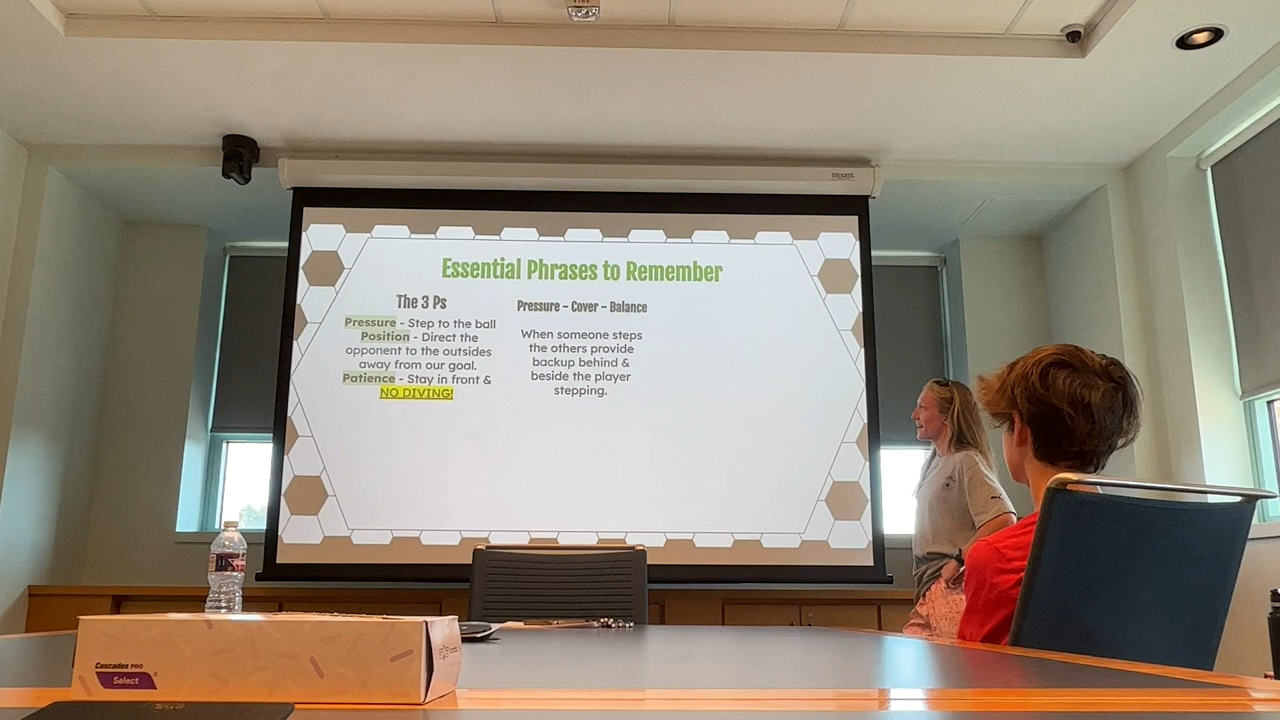 Essential Phrases to Remember
The 3 Ps
Pressure - Step to the ball
Position - Direct the
opponent to the outsides
away from our goal.
Patience - Stay in front &
NO DIVING!
Pressure – Cover – Balance
When someone steps
the others provide
backup behind &
beside the player
stepping.
Cascades PRO
Select